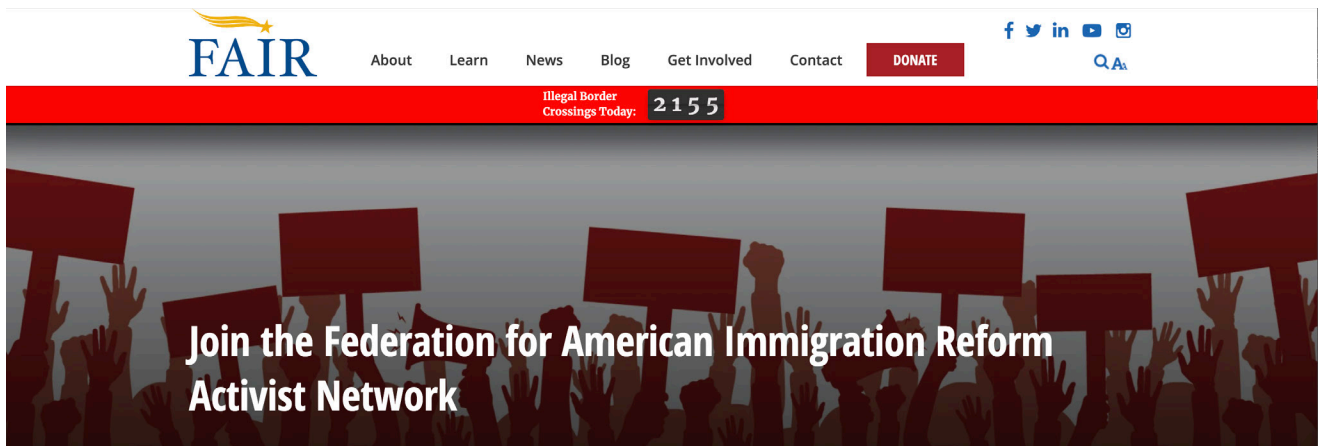 FAIR
About Learn News Blog Get Involved Contact DONATE
Illegal Border
Crossings Today:
2155
Join the Federation for American Immigration Reform
Activist Network